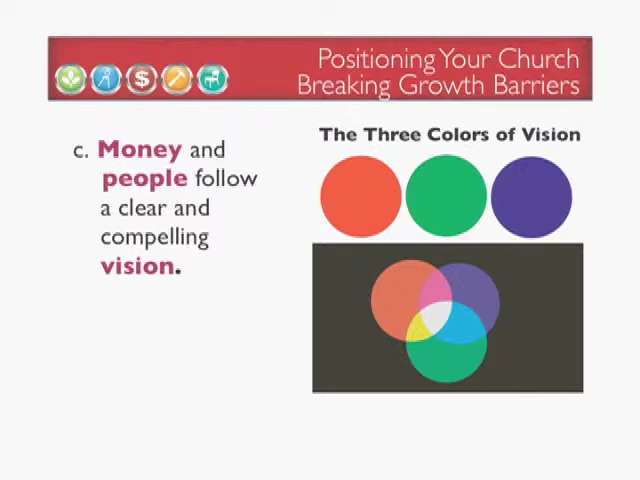 Positioning Your Church
Breaking Growth Barriers
$
The Three Colors of Vision
c. Money and
people follow
a clear and
compelling
vision.